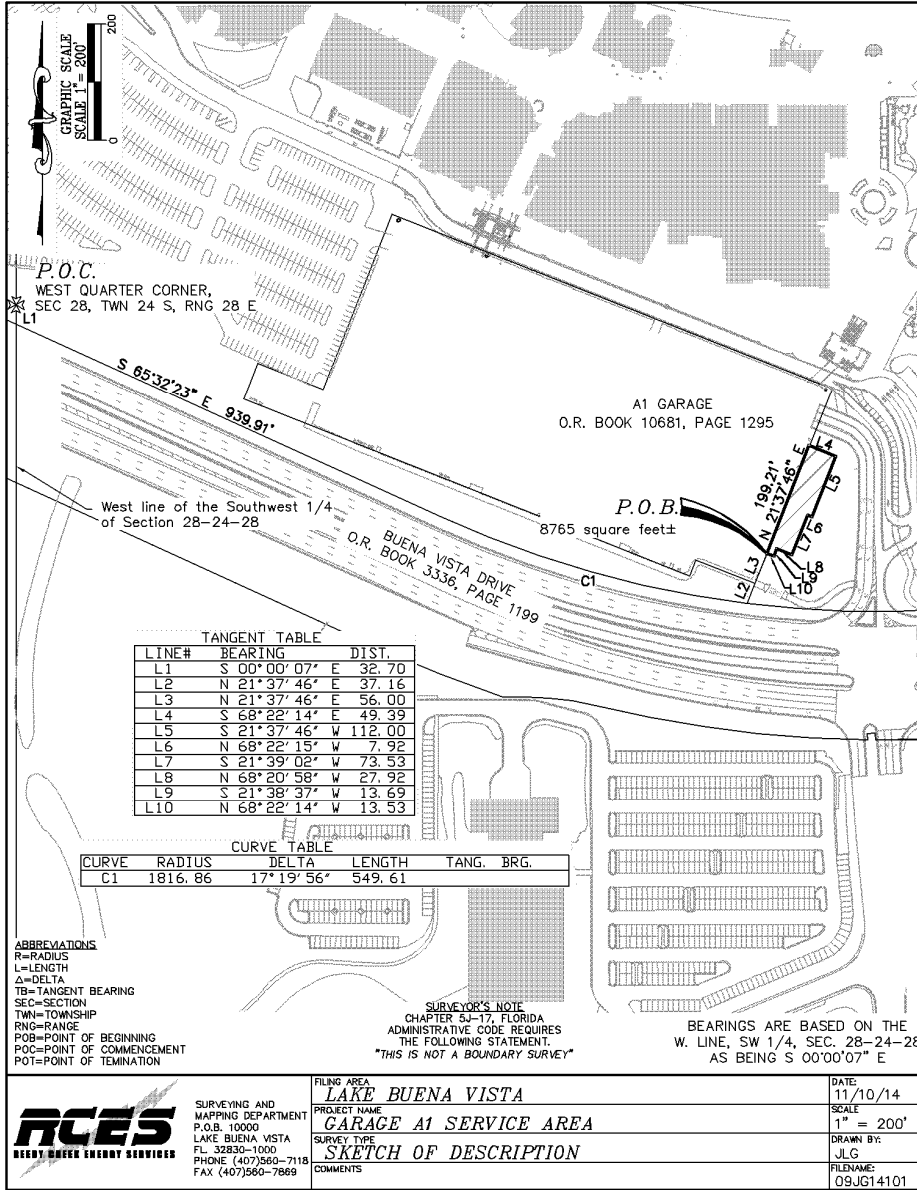 GRAPHIC SCALE
SCALE 1" = 200'
0
200
P.O.C.
WEST QUARTER CORNER,
SEC 28, TWN 24 S, RNG 28 E
L1
S 65°32'23" E 939.91'
A1 GARAGE
O.R. BOOK 10681, PAGE 1295
L4
199.21'
N 21°37'46" E
L5
P.O.B.
8765 square feet±
L6
L7
L8
L9
L10
L3
L2
West line of the Southwest 1/4
of Section 28-24-28
BUENA VISTA DRIVE
O.R. BOOK 3336, PAGE 1199
C1
TANGENT TABLE
LINE# BEARING DIST.
L1 S 00°00'07" E 32.70
L2 N 21°37'46" E 37.16
L3 N 21°37'46" E 56.00
L4 S 68°22'14" E 49.39
L5 S 21°37'46" W 112.00
L6 N 68°22'15" W 7.92
L7 S 21°39'02" W 73.53
L8 N 68°20'58" W 27.92
L9 S 21°38'37" W 13.69
L10 N 68°22'14" W 13.53
CURVE TABLE
CURVE RADIUS DELTA LENGTH TANG. BRG.
C1 1816.86 17°19'56" 549.61
ABBREVIATIONS
R=RADIUS
L=LENGTH
△=DELTA
TB=TANGENT BEARING
SEC=SECTION
TWN=TOWNSHIP
RNG=RANGE
POB=POINT OF BEGINNING
POC=POINT OF COMMENCEMENT
POT=POINT OF TEMINATION
SURVEYOR'S NOTE
CHAPTER 5J-17, FLORIDA
ADMINISTRATIVE CODE REQUIRES
THE FOLLOWING STATEMENT.
"THIS IS NOT A BOUNDARY SURVEY"
BEARINGS ARE BASED ON THE
W. LINE, SW 1/4, SEC. 28-24-28
AS BEING S 00°00'07" E
RCES
REEDY CREEK ENERGY SERVICES
SURVEYING AND
MAPPING DEPARTMENT
P.O.B. 10000
LAKE BUENA VISTA
FL 32830-1000
PHONE (407)560-7118
FAX (407)560-7869
FILING AREA
LAKE BUENA VISTA
PROJECT NAME
GARAGE A1 SERVICE AREA
SURVEY TYPE
SKETCH OF DESCRIPTION
COMMENTS
DATE:
11/10/14
SCALE
1" = 200'
DRAWN BY:
JLG
FILENAME:
09JG14101